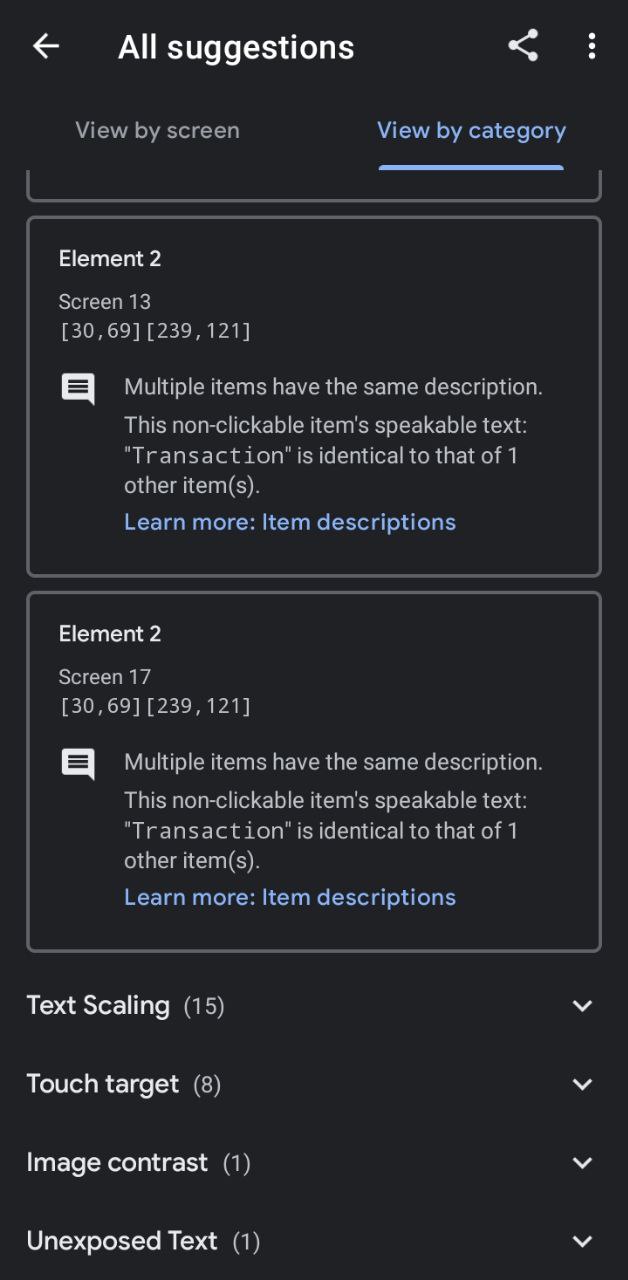 All suggestions
View by screen
View by category
Element 2
Screen 13
[30,69][239,121]
Multiple items have the same description.
This non-clickable item's speakable text:
"Transaction" is identical to that of 1
other item(s).
Learn more: Item descriptions
Element 2
Screen 17
[30,69][239,121]
Multiple items have the same description.
This non-clickable item's speakable text:
"Transaction" is identical to that of 1
other item(s).
Learn more: Item descriptions
Text Scaling (15)
Touch target (8)
Image contrast (1)
Unexposed Text (1)